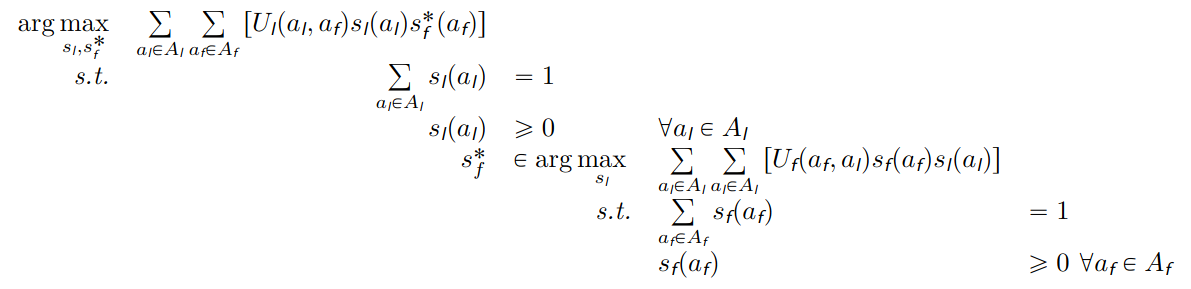 arg max_{s_l, s_f^*} ∑_{a_l∈A_l} ∑_{a_f∈A_f} [U_l(a_l, a_f)s_l(a_l)s_f^*(a_f)]
s.t. ∑_{a_l∈A_l} s_l(a_l) = 1
s_l(a_l) ⩾ 0 ∀a_l ∈ A_l
s_f^* ∈ arg max_{s_l} ∑_{a_l∈A_l} ∑_{a_l∈A_l} [U_f(a_f, a_l)s_f(a_f)s_l(a_l)]
s.t. ∑_{a_f∈A_f} s_f(a_f) = 1
s_f(a_f) ⩾ 0 ∀a_f ∈ A_f